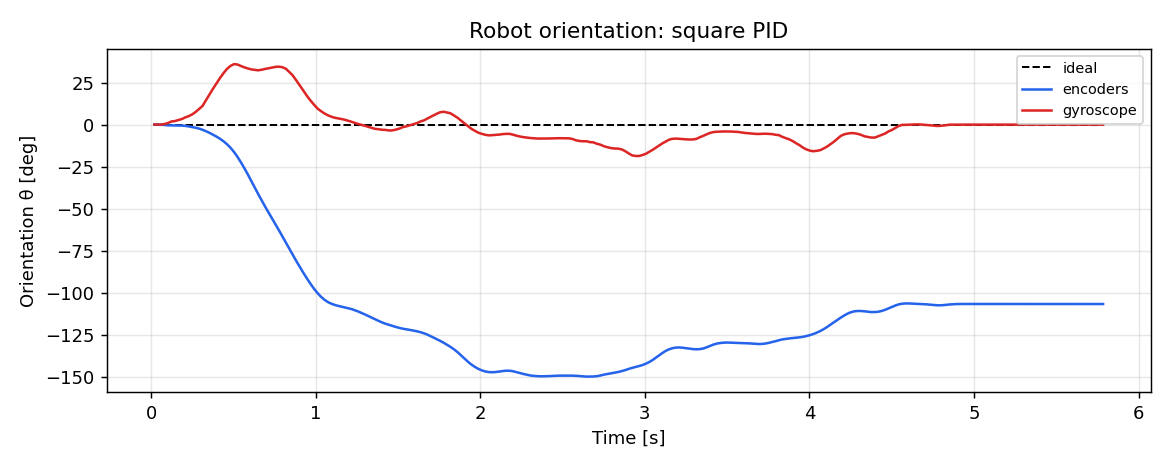 Robot orientation: square PID
Orientation θ [deg]
25
0
−25
−50
−75
−100
−125
−150
ideal
encoders
gyroscope
0 1 2 3 4 5 6
Time [s]